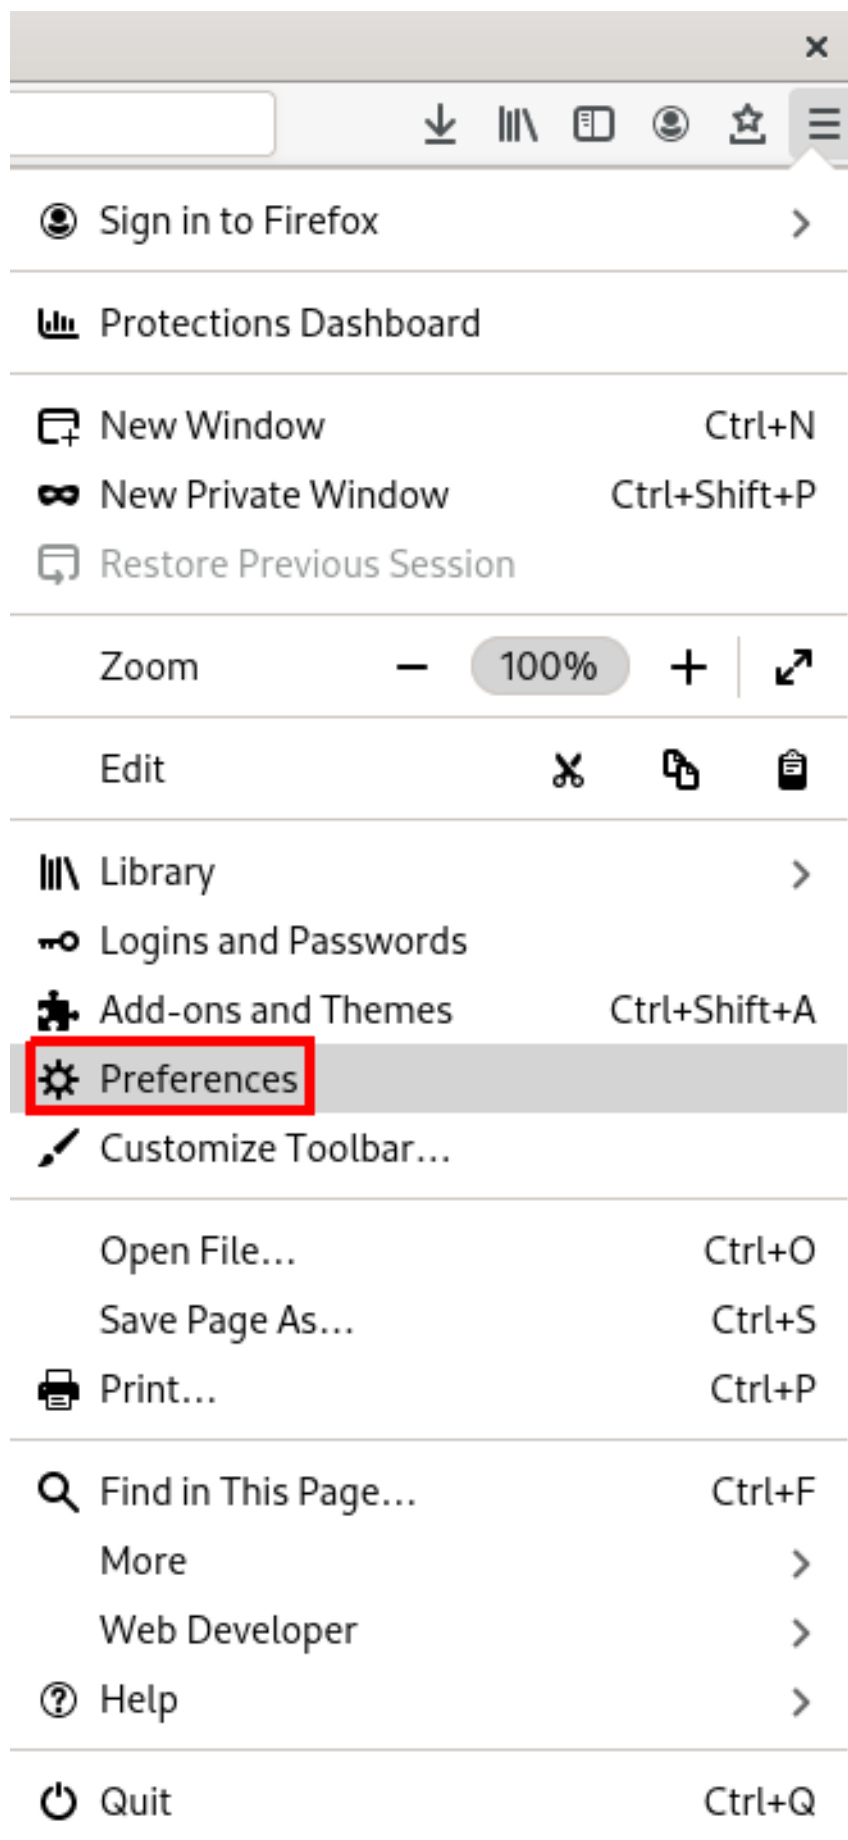 Sign in to Firefox
Protections Dashboard
New Window Ctrl+N
New Private Window Ctrl+Shift+P
Restore Previous Session
Zoom 100%
Edit
Library
Logins and Passwords
Add-ons and Themes Ctrl+Shift+A
Preferences
Customize Toolbar...
Open File... Ctrl+O
Save Page As... Ctrl+S
Print... Ctrl+P
Find in This Page... Ctrl+F
More
Web Developer
Help
Quit Ctrl+Q